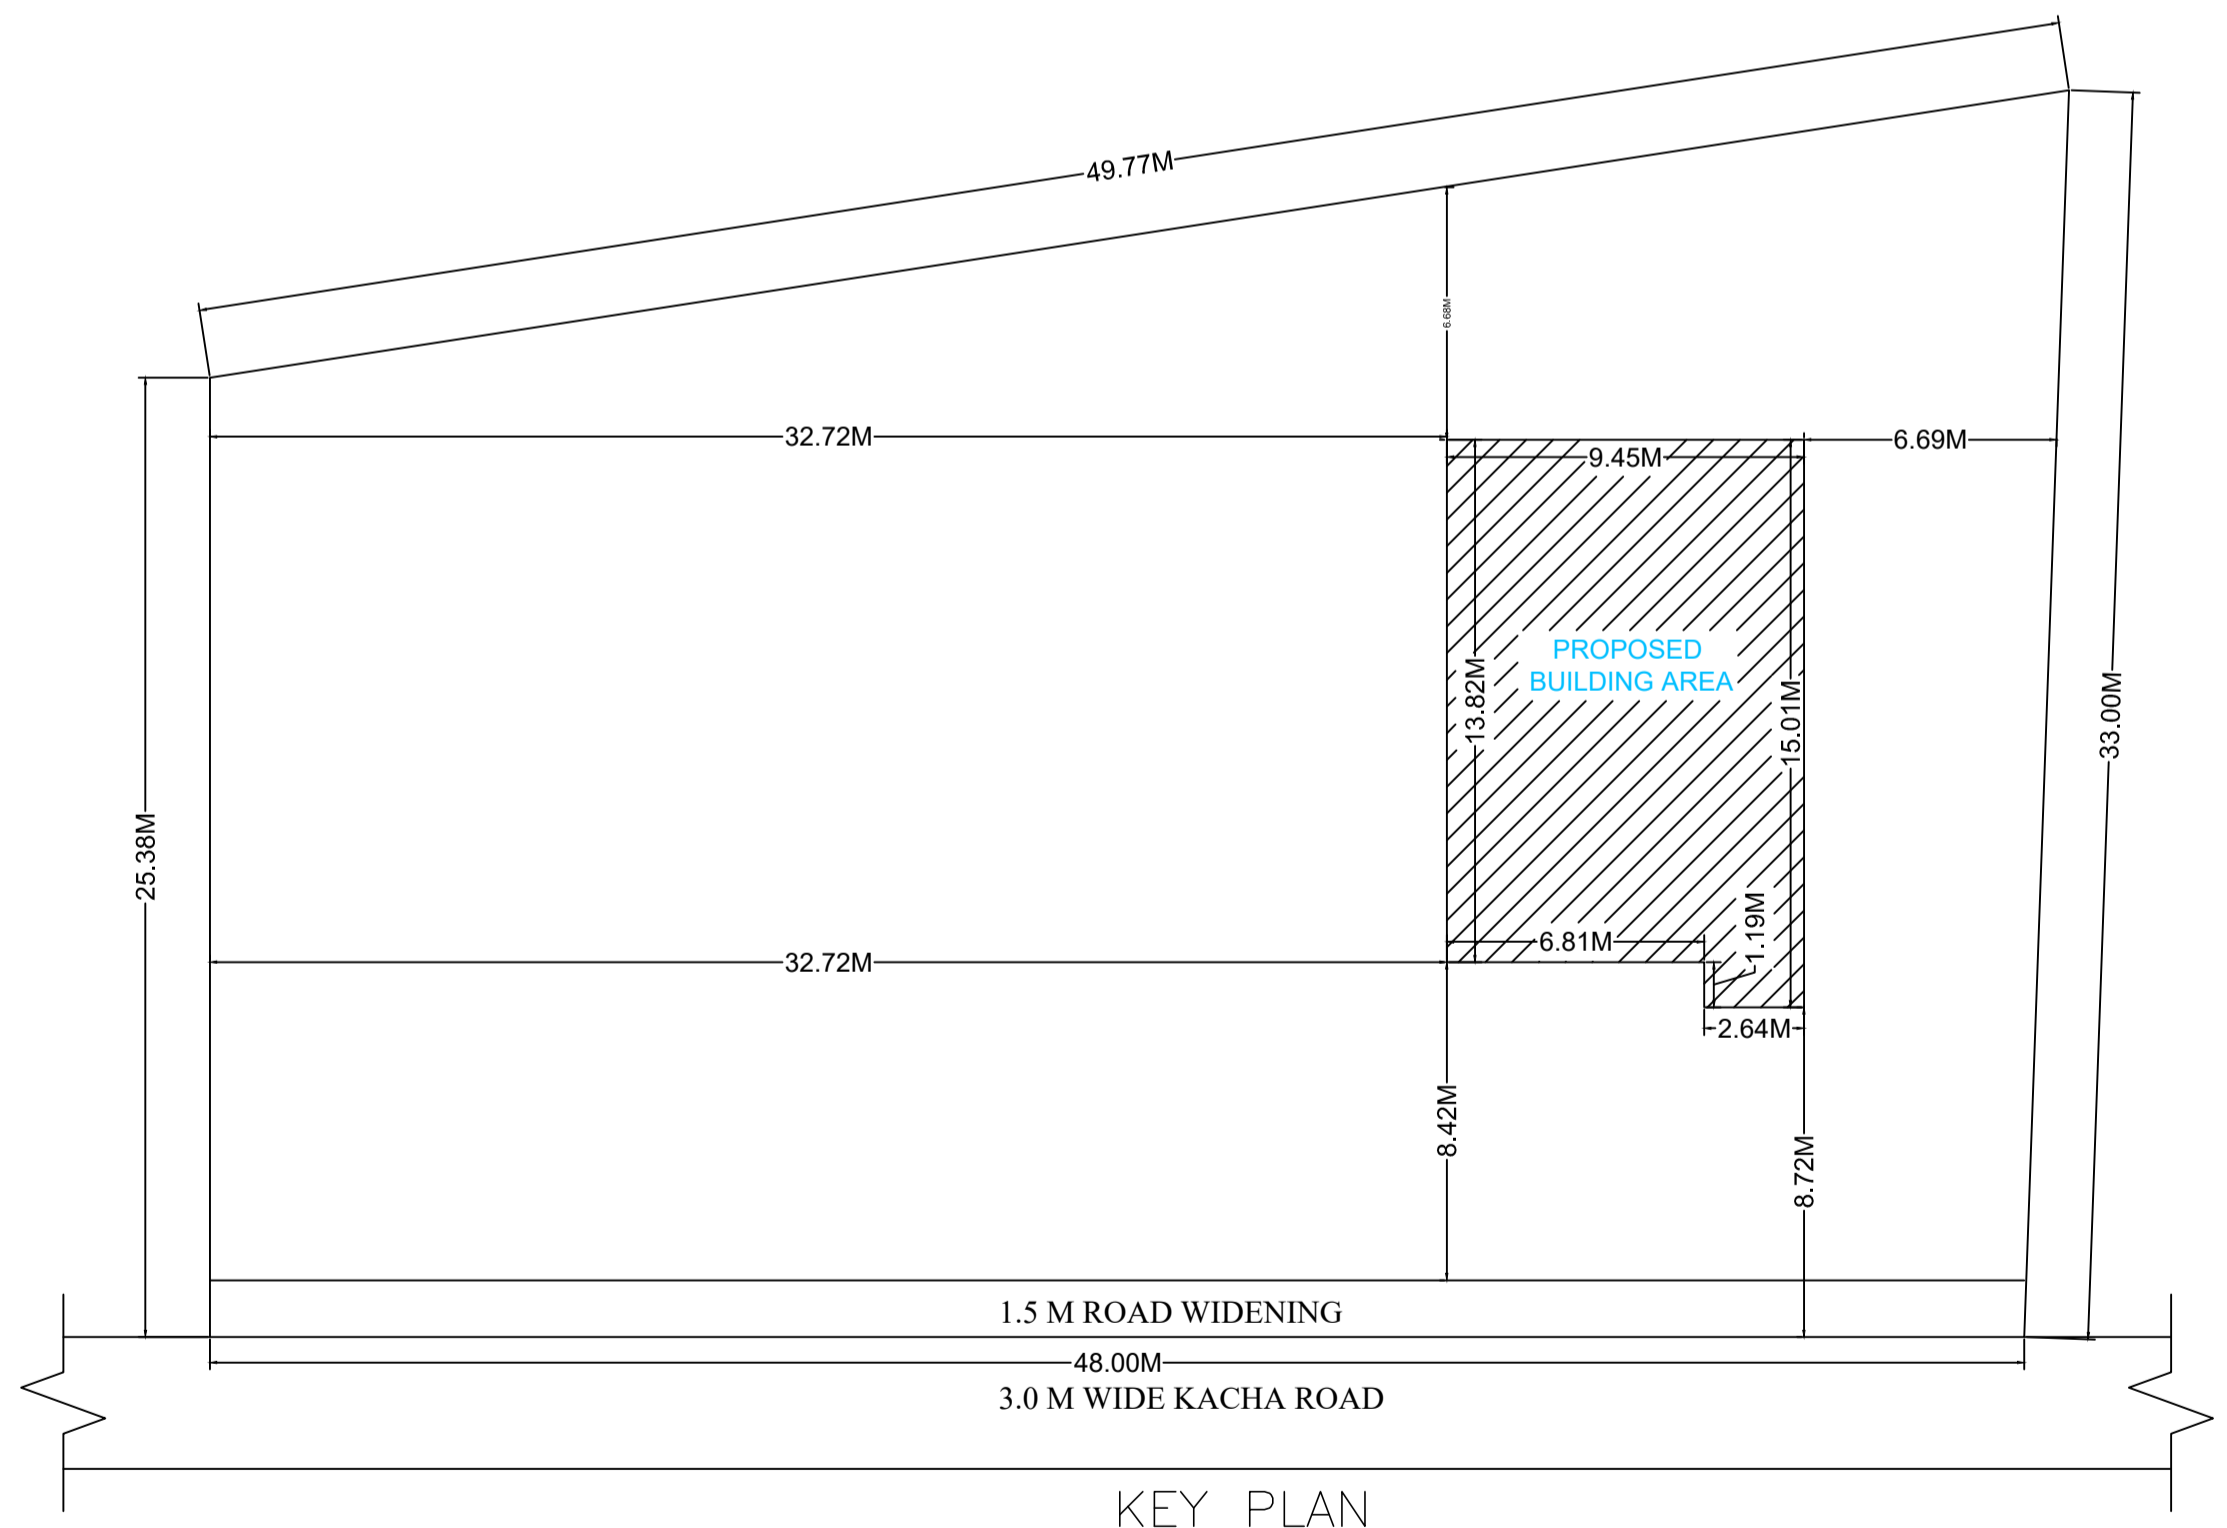 49.77M
6.68M
32.72M
6.69M
9.45M
PROPOSED
BUILDING AREA
13.82M
15.01M
33.00M
25.38M
1.19M
6.81M
32.72M
2.64M
8.42M
8.72M
1.5 M ROAD WIDENING
48.00M
3.0 M WIDE KACHA ROAD
KEY PLAN